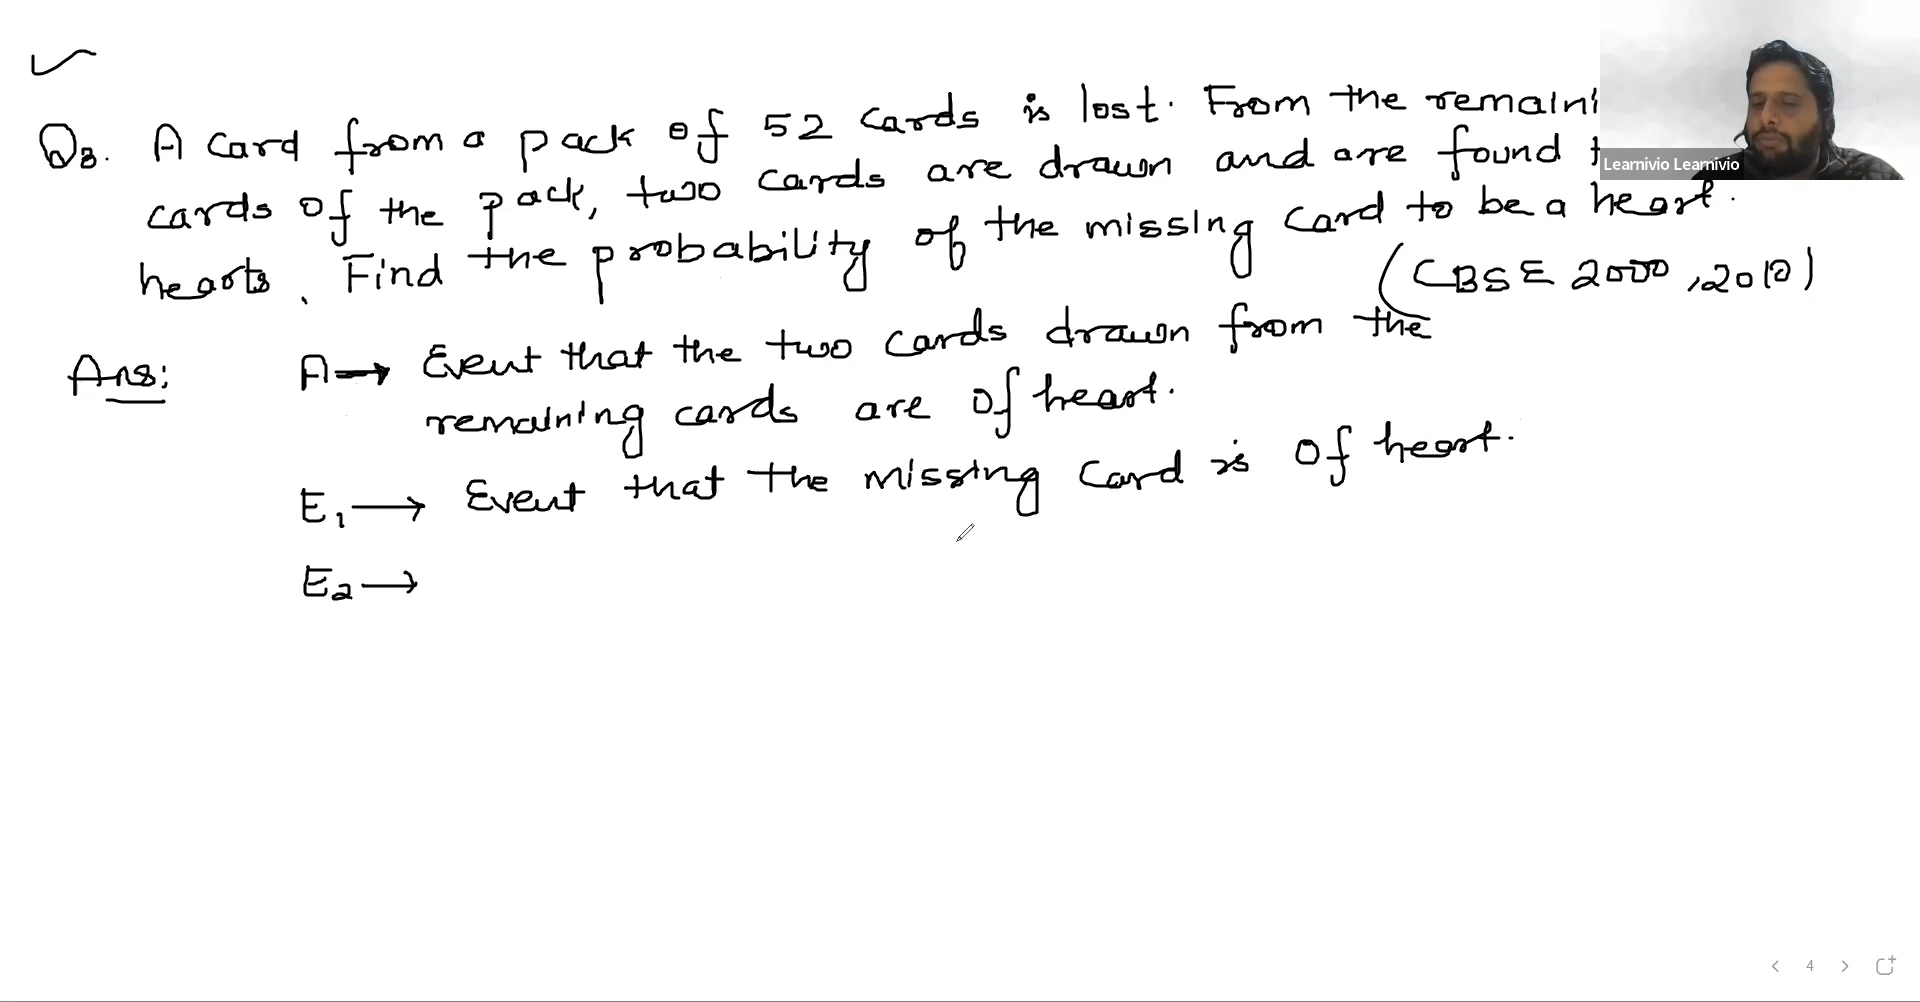 Q3. A card from a pack of 52 cards is lost. From the remaini
cards of the pack, two cards are drawn and are found
hearts. Find the probability of the missing card to be a heart.
(CBSE 2000, 2010)
Ans: A → Event that the two cards drawn from the
remaining cards are of heart.
E1 → Event that the missing card is of heart.
E2 →
Learnivio Learnivio
4